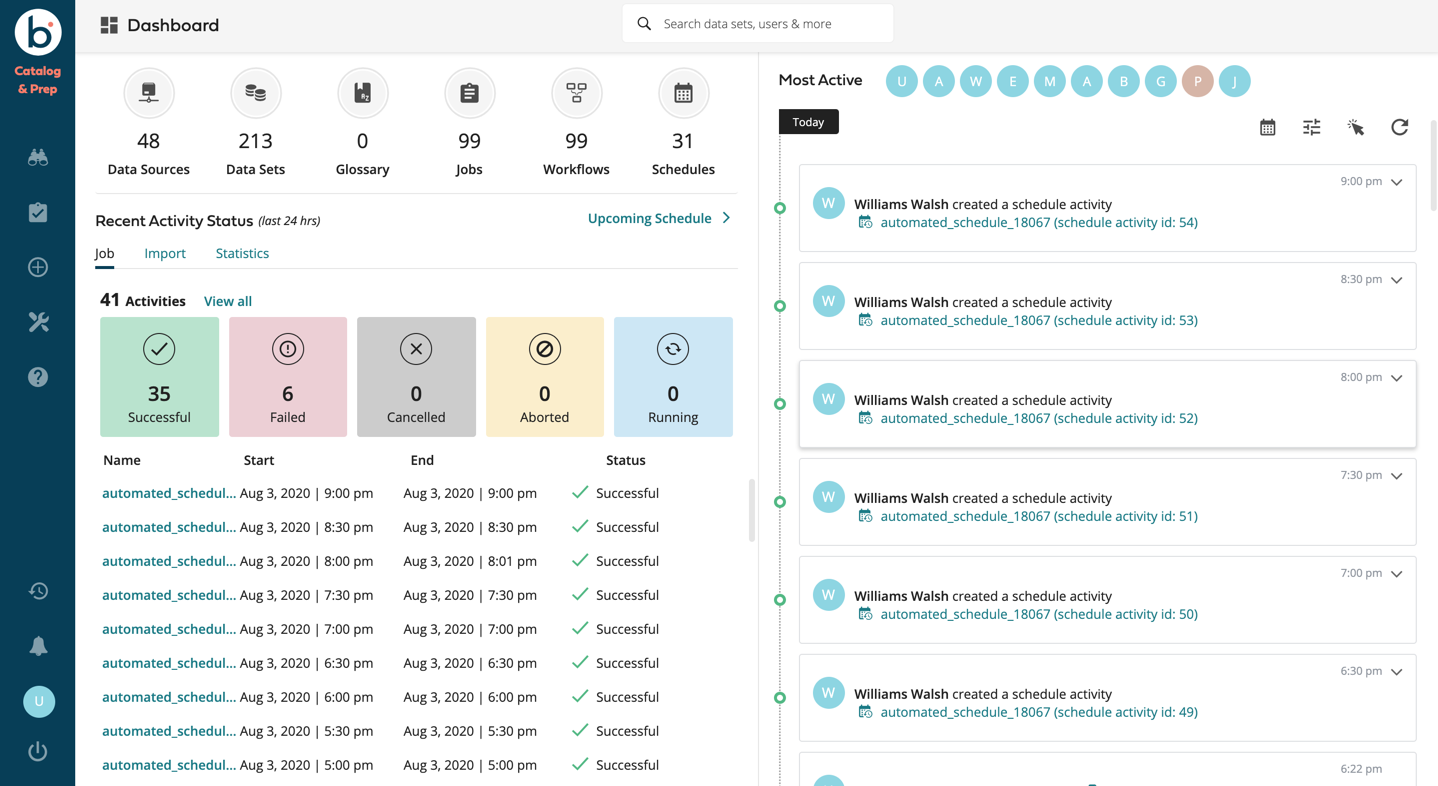 b
Catalog
& Prep
Dashboard
Search data sets, users & more
48
Data Sources
213
Data Sets
0
Glossary
99
Jobs
99
Workflows
31
Schedules
Recent Activity Status (last 24 hrs)
Upcoming Schedule
Job Import Statistics
41 Activities View all
35
Successful
6
Failed
0
Cancelled
0
Aborted
0
Running
Name Start End Status
automated_schedul... Aug 3, 2020 | 9:00 pm Aug 3, 2020 | 9:00 pm Successful
automated_schedul... Aug 3, 2020 | 8:30 pm Aug 3, 2020 | 8:30 pm Successful
automated_schedul... Aug 3, 2020 | 8:00 pm Aug 3, 2020 | 8:01 pm Successful
automated_schedul... Aug 3, 2020 | 7:30 pm Aug 3, 2020 | 7:30 pm Successful
automated_schedul... Aug 3, 2020 | 7:00 pm Aug 3, 2020 | 7:00 pm Successful
automated_schedul... Aug 3, 2020 | 6:30 pm Aug 3, 2020 | 6:30 pm Successful
automated_schedul... Aug 3, 2020 | 6:00 pm Aug 3, 2020 | 6:00 pm Successful
automated_schedul... Aug 3, 2020 | 5:30 pm Aug 3, 2020 | 5:30 pm Successful
automated_schedul... Aug 3, 2020 | 5:00 pm Aug 3, 2020 | 5:00 pm Successful
U
Most Active U A W E M A B G P J
Today
9:00 pm
W Williams Walsh created a schedule activity
automated_schedule_18067 (schedule activity id: 54)
8:30 pm
W Williams Walsh created a schedule activity
automated_schedule_18067 (schedule activity id: 53)
8:00 pm
W Williams Walsh created a schedule activity
automated_schedule_18067 (schedule activity id: 52)
7:30 pm
W Williams Walsh created a schedule activity
automated_schedule_18067 (schedule activity id: 51)
7:00 pm
W Williams Walsh created a schedule activity
automated_schedule_18067 (schedule activity id: 50)
6:30 pm
W Williams Walsh created a schedule activity
automated_schedule_18067 (schedule activity id: 49)
6:22 pm